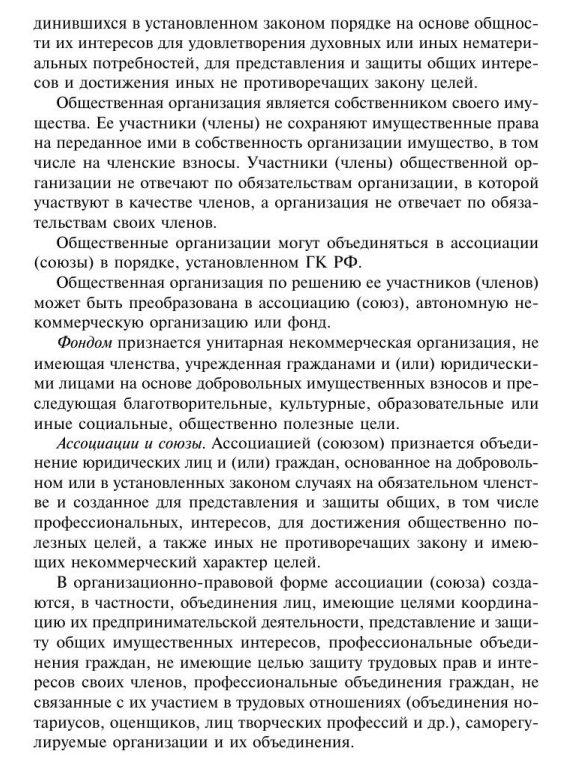 динившихся в установленном законом порядке на основе общнос-
ти их интересов для удовлетворения духовных или иных нематери-
альных потребностей, для представления и защиты общих интере-
сов и достижения иных не противоречащих закону целей.
Общественная организация является собственником своего иму-
щества. Ее участники (члены) не сохраняют имущественные права
на переданное ими в собственность организации имущество, в том
числе на членские взносы. Участники (члены) общественной ор-
ганизации не отвечают по обязательствам организации, в которой
участвуют в качестве членов, а организация не отвечает по обяза-
тельствам своих членов.
Общественные организации могут объединяться в ассоциации
(союзы) в порядке, установленном ГК РФ.
Общественная организация по решению ее участников (членов)
может быть преобразована в ассоциацию (союз), автономную не-
коммерческую организацию или фонд.
Фондом признается унитарная некоммерческая организация, не
имеющая членства, учрежденная гражданами и (или) юридически-
ми лицами на основе добровольных имущественных взносов и пре-
следующая благотворительные, культурные, образовательные или
иные социальные, общественно полезные цели.
Ассоциации и союзы. Ассоциацией (союзом) признается объеди-
нение юридических лиц и (или) граждан, основанное на доброволь-
ном или в установленных законом случаях на обязательном членст-
ве и созданное для представления и защиты общих, в том числе
профессиональных, интересов, для достижения общественно по-
лезных целей, а также иных не противоречащих закону и имею-
щих некоммерческий характер целей.
В организационно-правовой форме ассоциации (союза) созда-
ются, в частности, объединения лиц, имеющие целями координа-
цию их предпринимательской деятельности, представление и защи-
ту общих имущественных интересов, профессиональные объеди-
нения граждан, не имеющие целью защиту трудовых прав и инте-
ресов своих членов, профессиональные объединения граждан, не
связанные с их участием в трудовых отношениях (объединения но-
тариусов, оценщиков, лиц творческих профессий и др.), саморегу-
лируемые организации и их объединения.